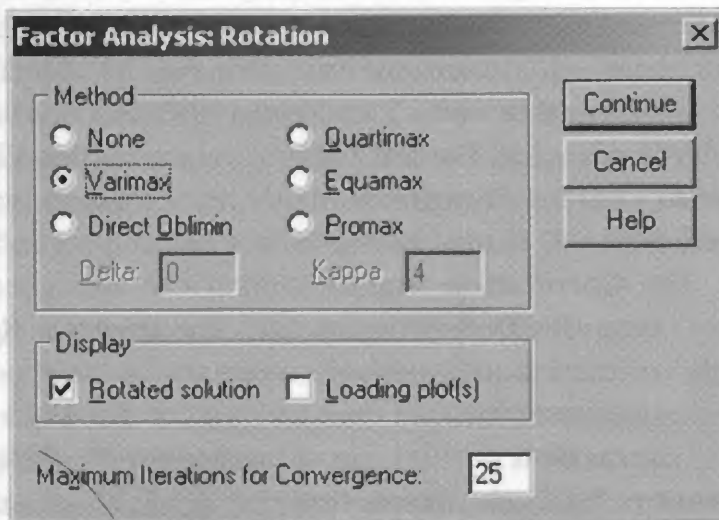 Factor Analysis: Rotation
Method
None
Quartimax
Varimax
Equamax
Direct Oblimin
Promax
Delta: 0
Kappa 4
Continue
Cancel
Help
Display
Rotated solution
Loading plot(s)
Maximum Iterations for Convergence: 25